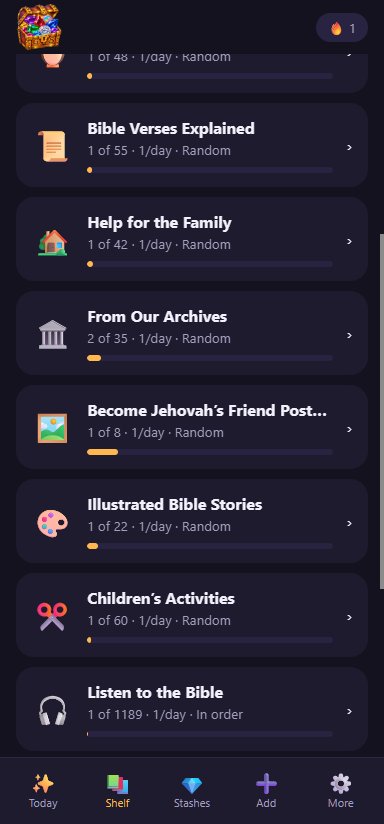 1
1 of 48 · 1/day · Random
Bible Verses Explained
1 of 55 · 1/day · Random
Help for the Family
1 of 42 · 1/day · Random
From Our Archives
2 of 35 · 1/day · Random
Become Jehovah’s Friend Post…
1 of 8 · 1/day · Random
Illustrated Bible Stories
1 of 22 · 1/day · Random
Children’s Activities
1 of 60 · 1/day · Random
Listen to the Bible
1 of 1189 · 1/day · In order
Today Shelf Stashes Add More